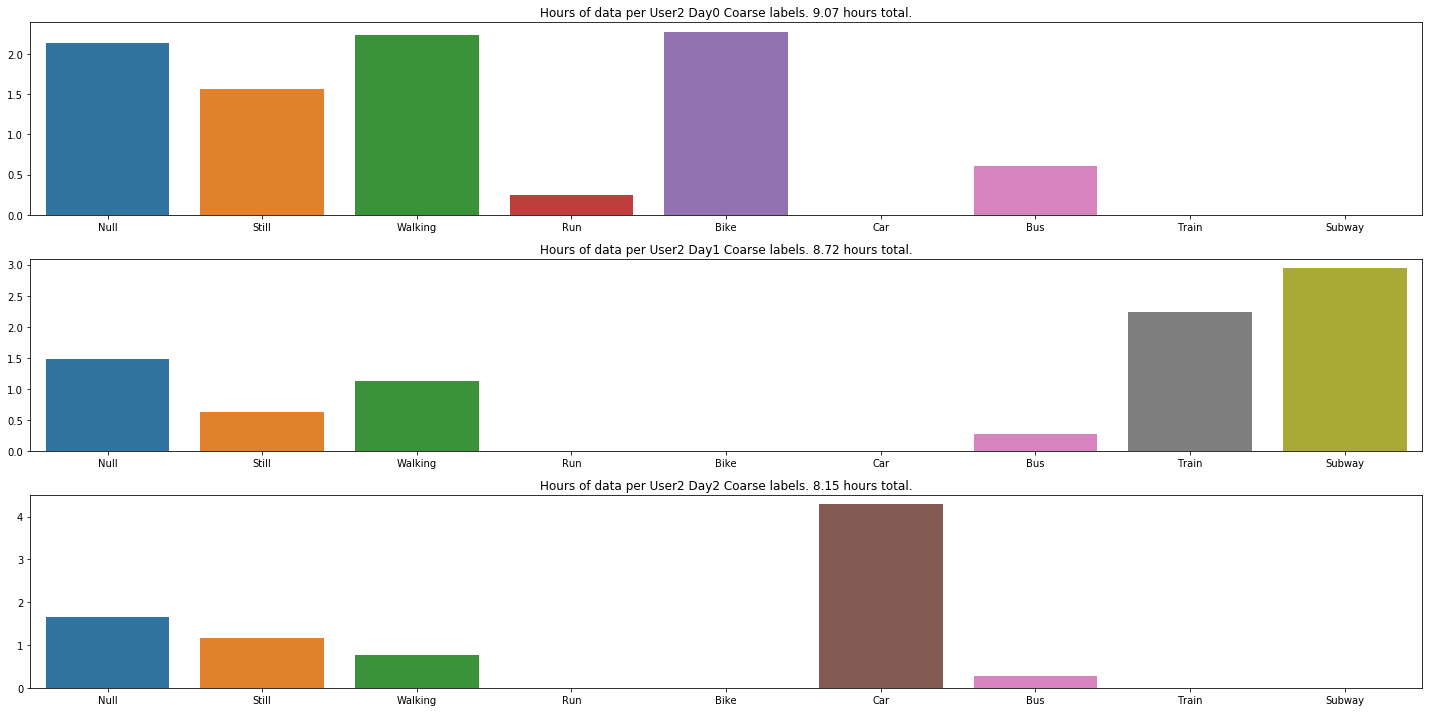 Hours of data per User2 Day0 Coarse labels. 9.07 hours total.
2.0
1.5
1.0
0.5
0.0
Null Still Walking Run Bike Car Bus Train Subway
Hours of data per User2 Day1 Coarse labels. 8.72 hours total.
3.0
2.5
2.0
1.5
1.0
0.5
0.0
Null Still Walking Run Bike Car Bus Train Subway
Hours of data per User2 Day2 Coarse labels. 8.15 hours total.
4
3
2
1
0
Null Still Walking Run Bike Car Bus Train Subway